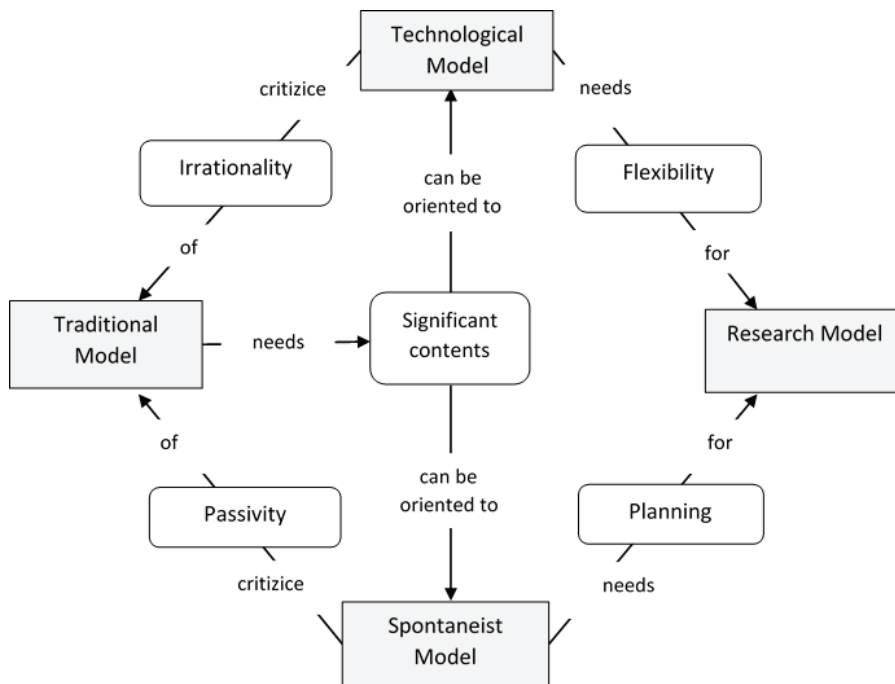 Technological
Model
critizice
needs
Irrationality
Flexibility
can be
oriented to
of
for
Traditional
Model
needs
Significant
contents
Research Model
of
for
can be
oriented to
Passivity
Planning
critizice
needs
Spontaneist
Model